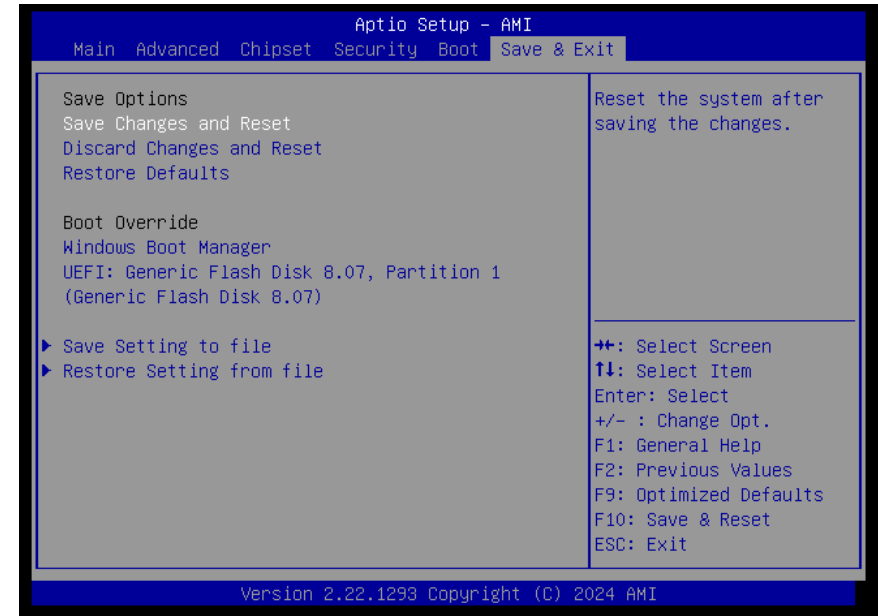 Aptio Setup – AMI
Main Advanced Chipset Security Boot Save & Exit
Save Options
Save Changes and Reset
Discard Changes and Reset
Restore Defaults
Boot Override
Windows Boot Manager
UEFI: Generic Flash Disk 8.07, Partition 1
(Generic Flash Disk 8.07)
▶ Save Setting to file
▶ Restore Setting from file
Reset the system after
saving the changes.
→←: Select Screen
↑↓: Select Item
Enter: Select
+/- : Change Opt.
F1: General Help
F2: Previous Values
F9: Optimized Defaults
F10: Save & Reset
ESC: Exit
Version 2.22.1293 Copyright (C) 2024 AMI